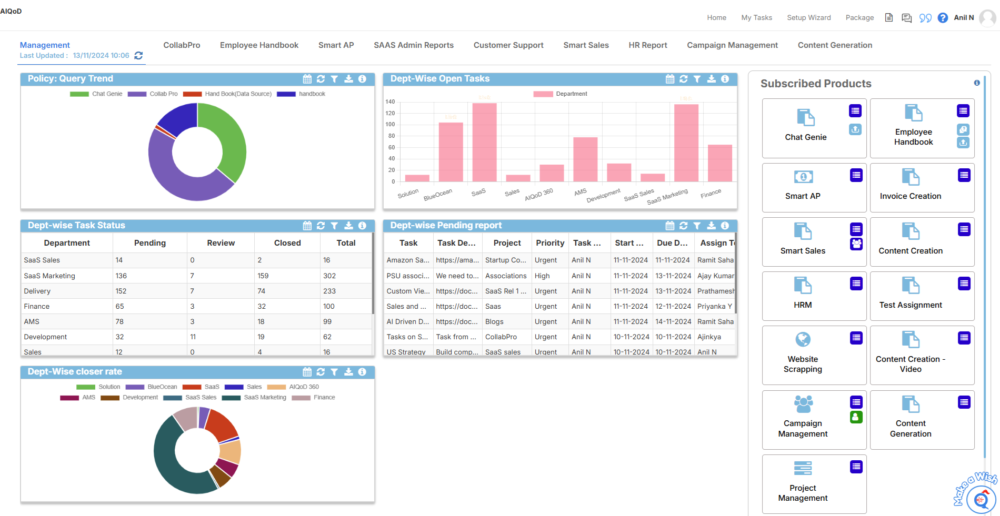 AIQoD
Home My Tasks Setup Wizard Package Anil N
Management CollabPro Employee Handbook Smart AP SAAS Admin Reports Customer Support Smart Sales HR Report Campaign Management Content Generation
Last Updated : 13/11/2024 10:06
Policy: Query Trend
Chat Genie Collab Pro Hand Book(Data Source) handbook
Dept-Wise Open Tasks
Department
140
120
100
80
60
40
20
0
Solution BlueOcean SaaS Sales AIQoD 360 AMS Development SaaS Sales SaaS Marketing Finance
Dept-wise Task Status
Department Pending Review Closed Total
SaaS Sales 14 0 2 16
SaaS Marketing 136 7 159 302
Delivery 152 7 74 233
Finance 65 3 32 100
AMS 78 3 18 99
Development 32 11 19 62
Sales 12 0 4 16
Dept-wise Pending report
Task Task De... Project Priority Task ... Start ... Due D... Assign To
Amazon Sa... https://ama... Startup Co... Urgent Anil N 11-11-2024 11-11-2024 Ramit Saha
PSU associ... We need to... Associations High Anil N 11-11-2024 13-11-2024 Ajay Kumar
Custom Vie... https://doc... SaaS Rel 1 ... Urgent Anil N 11-11-2024 13-11-2024 Prathamesh
Sales and ... https://doc... Saas Urgent Anil N 11-11-2024 12-11-2024 Priyanka Y
AI Driven D... https://doc... Blogs Urgent Anil N 11-11-2024 14-11-2024 Ramit Saha
Tasks on S... Task from ... CollabPro Urgent Anil N 10-11-2024 10-11-2024 Ajinkya
US Strategy Build comp... SaaS sales Urgent Anil N 10-11-2024 10-11-2024 Anil N
Dept-Wise closer rate
Solution BlueOcean SaaS Sales AIQoD 360
AMS Development SaaS Sales SaaS Marketing Finance
Subscribed Products
Chat Genie
Employee
Handbook
Smart AP
Invoice Creation
Smart Sales
Content Creation
HRM
Test Assignment
Website
Scrapping
Content Creation -
Video
Campaign
Management
Content
Generation
Project
Management
Make a Wish